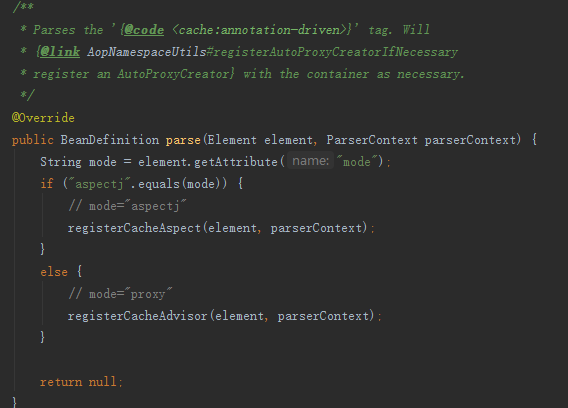 /**
 * Parses the '{@code <cache:annotation-driven>}' tag. Will
 * {@link AopNamespaceUtils#registerAutoProxyCreatorIfNecessary
 * register an AutoProxyCreator} with the container as necessary.
 */
@Override
public BeanDefinition parse(Element element, ParserContext parserContext) {
    String mode = element.getAttribute( name: "mode");
    if ("aspectj".equals(mode)) {
        // mode="aspectj"
        registerCacheAspect(element, parserContext);
    }
    else {
        // mode="proxy"
        registerCacheAdvisor(element, parserContext);
    }
    return null;
}